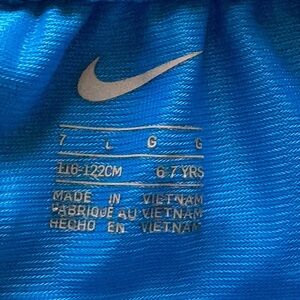 7 L G G
116-122CM 6-7 YRS
MADE IN VIETNAM
FABRIQUE AU VIETNAM
HECHO EN VIETNAM